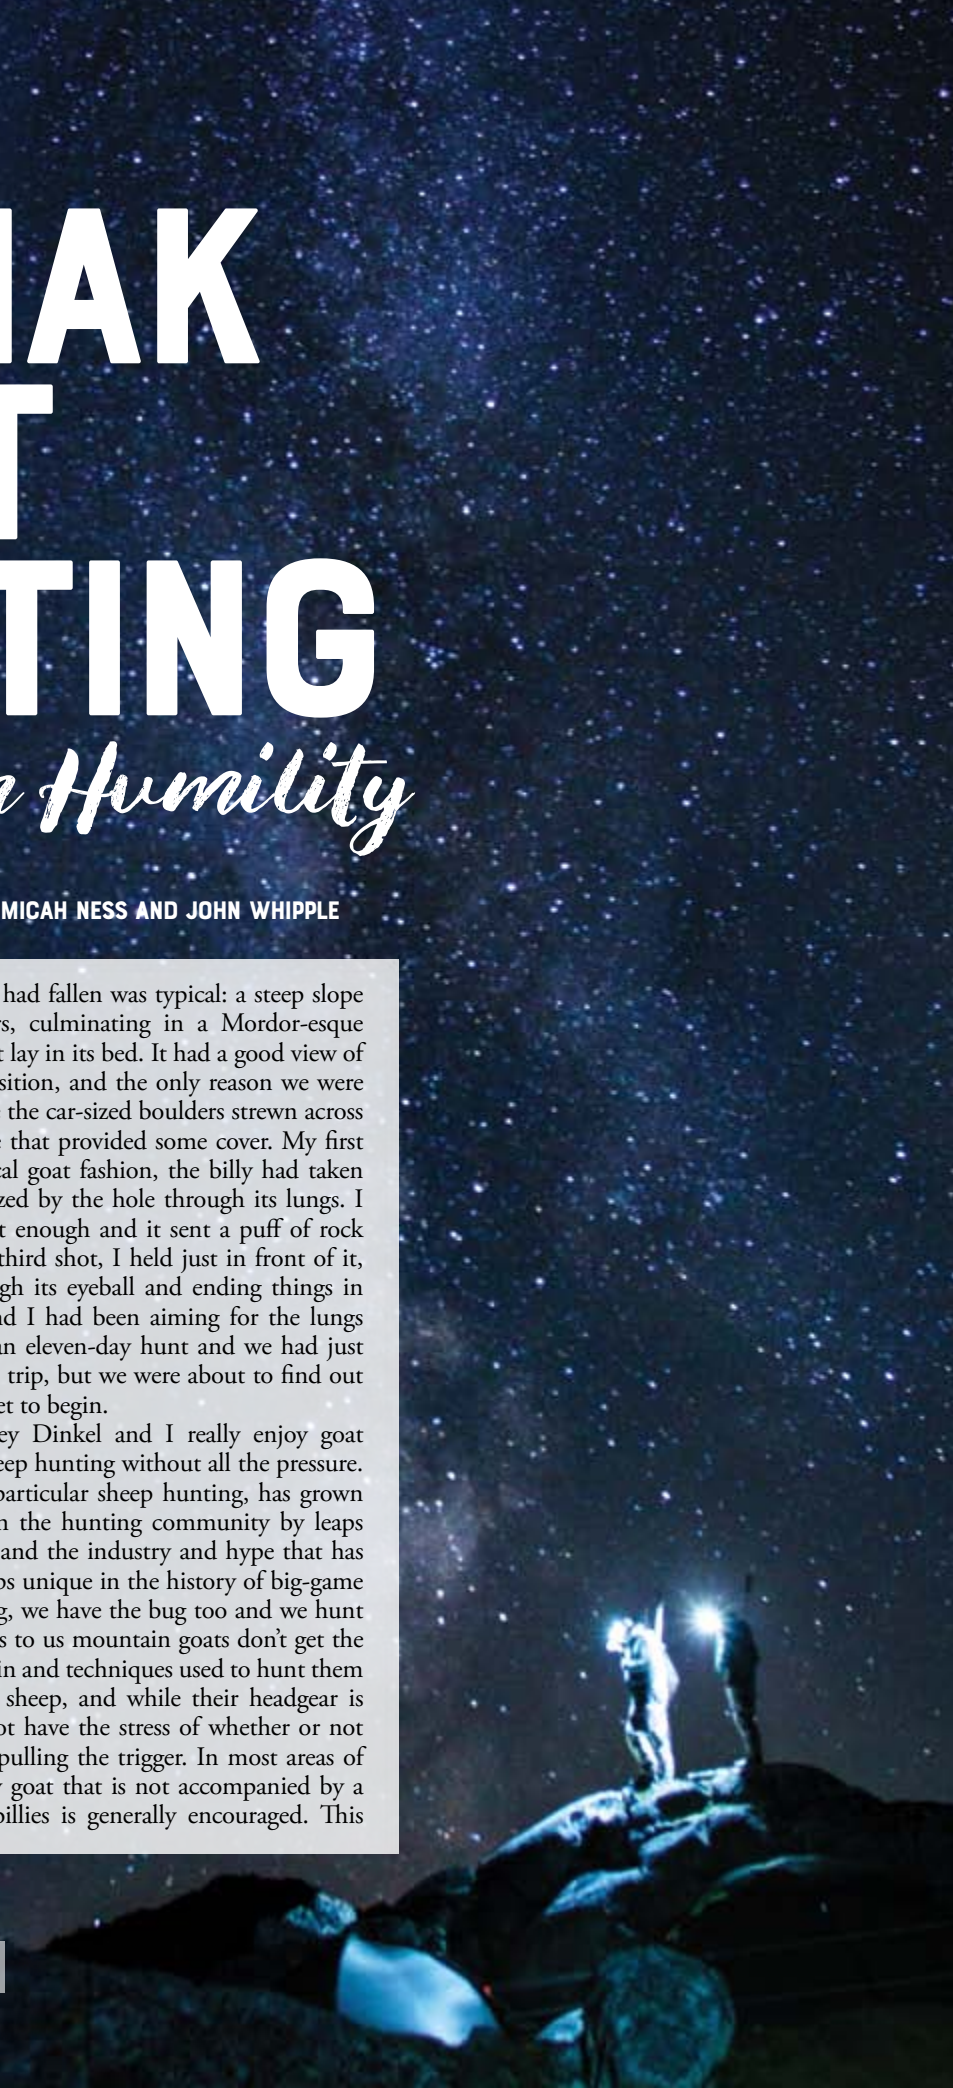 IAK
T
TING
n Humility
MICAH NESS AND JOHN WHIPPLE
had fallen was typical: a steep slope
rs, culminating in a Mordor-esque
t lay in its bed. It had a good view of
sition, and the only reason we were
the car-sized boulders strewn across
e that provided some cover. My first
cal goat fashion, the billy had taken
zed by the hole through its lungs. I
t enough and it sent a puff of rock
third shot, I held just in front of it,
gh its eyeball and ending things in
nd I had been aiming for the lungs
an eleven-day hunt and we had just
trip, but we were about to find out
et to begin.
ey Dinkel and I really enjoy goat
eep hunting without all the pressure.
particular sheep hunting, has grown
n the hunting community by leaps
and the industry and hype that has
ps unique in the history of big-game
g, we have the bug too and we hunt
s to us mountain goats don’t get the
in and techniques used to hunt them
sheep, and while their headgear is
ot have the stress of whether or not
pulling the trigger. In most areas of
y goat that is not accompanied by a
billies is generally encouraged. This